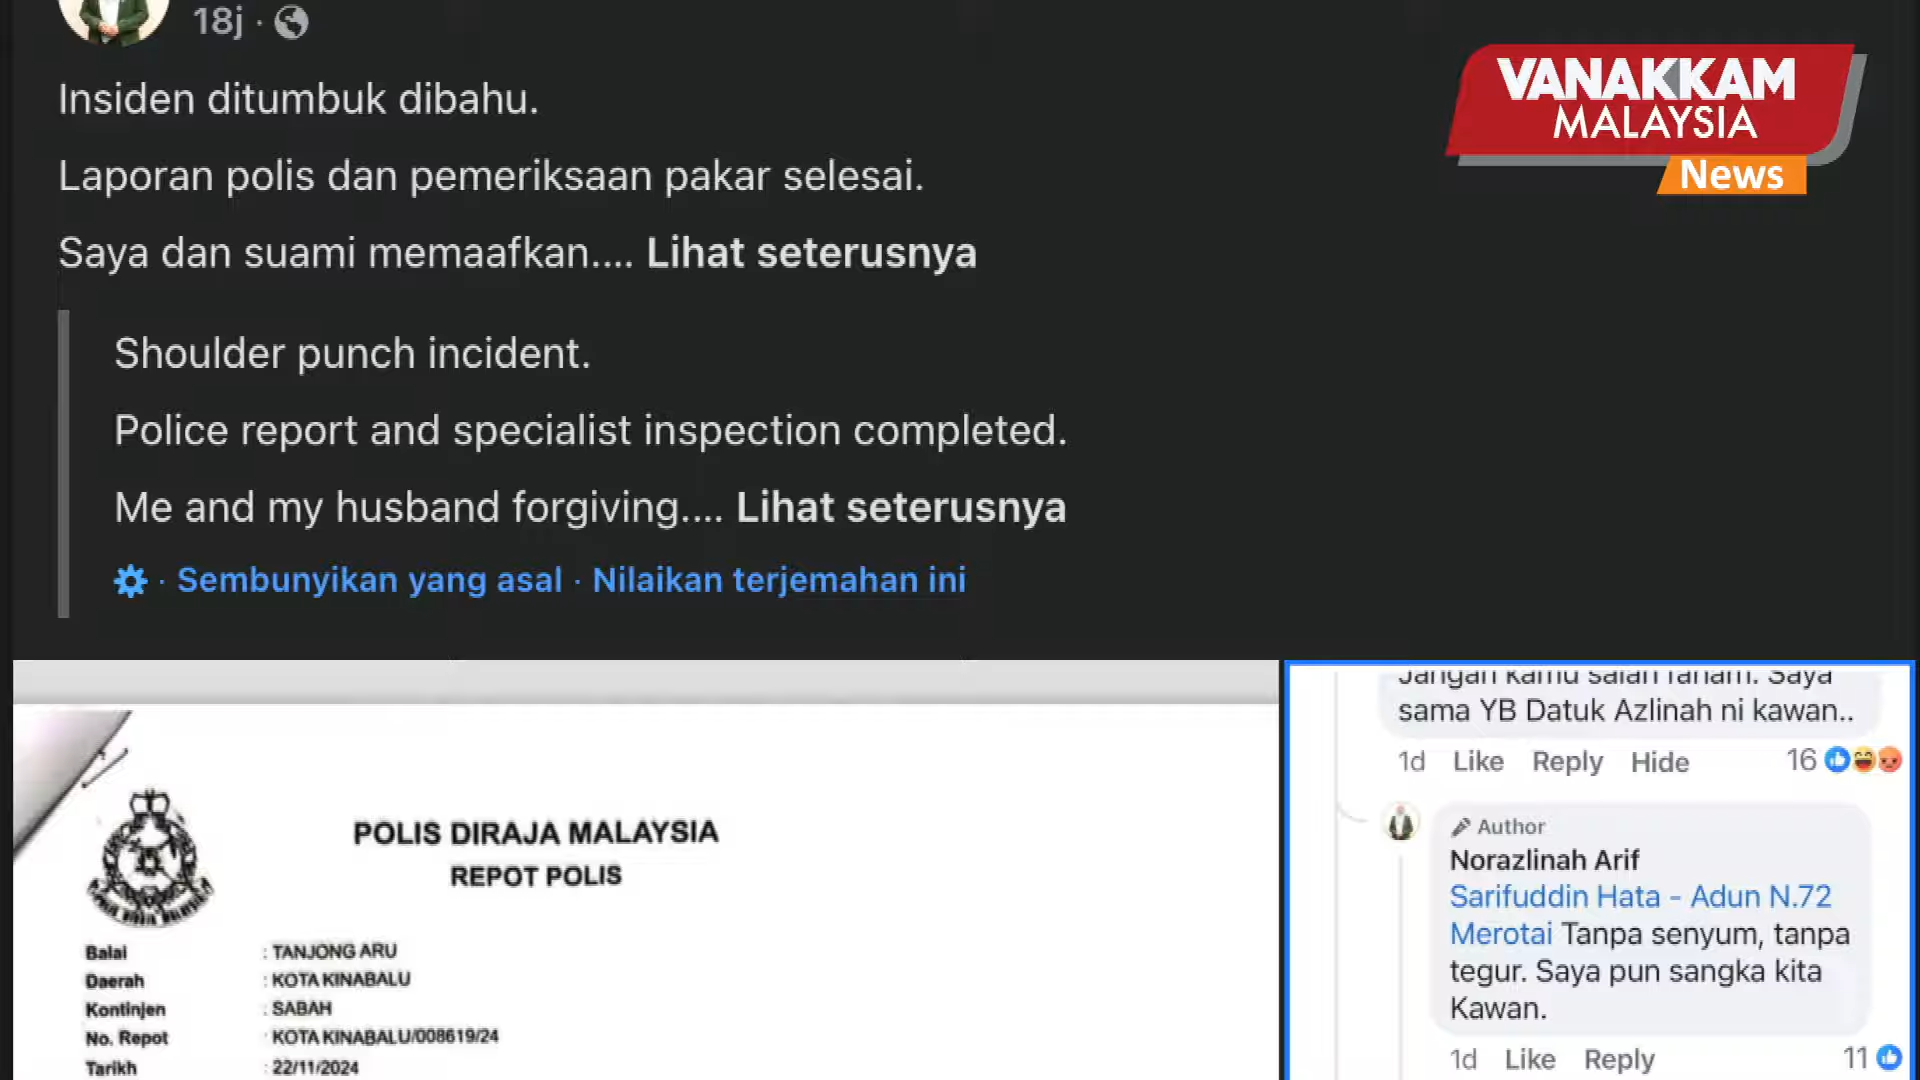 18j ·
VANAKKAM
MALAYSIA
News
Insiden ditumbuk dibahu.
Laporan polis dan pemeriksaan pakar selesai.
Saya dan suami memaafkan.... Lihat seterusnya
Shoulder punch incident.
Police report and specialist inspection completed.
Me and my husband forgiving.... Lihat seterusnya
· Sembunyikan yang asal · Nilaikan terjemahan ini
POLIS DIRAJA MALAYSIA
REPOT POLIS
Balai : TANJONG ARU
Daerah : KOTA KINABALU
Kontinjen : SABAH
No. Repot : KOTA KINABALU/008619/24
Tarikh : 22/11/2024
Jangan kamu salah faham. Saya
sama YB Datuk Azlinah ni kawan..
1d Like Reply Hide 16
Author
Norazlinah Arif
Sarifuddin Hata - Adun N.72
Merotai Tanpa senyum, tanpa
tegur. Saya pun sangka kita
Kawan.
1d Like Reply 11